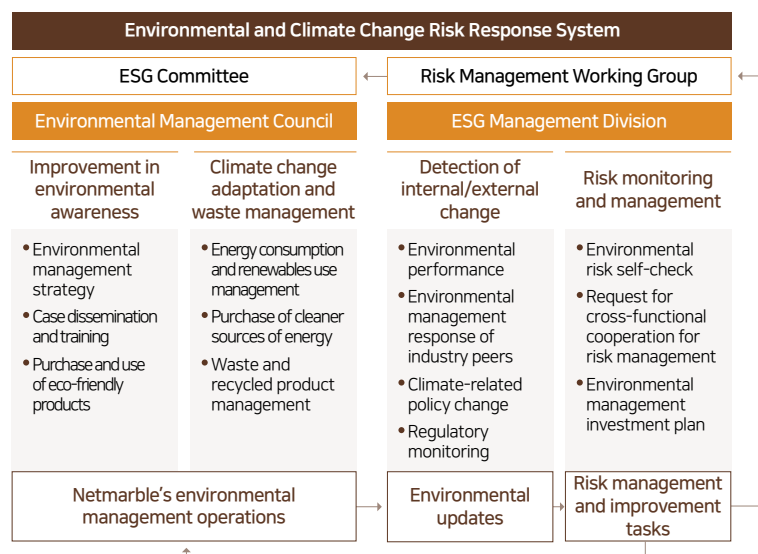 Environmental and Climate Change Risk Response System
ESG Committee
Risk Management Working Group
Environmental Management Council
ESG Management Division
Improvement in
environmental
awareness
• Environmental
management
strategy
• Case dissemination
and training
• Purchase and use
of eco-friendly
products
Climate change
adaptation and
waste management
• Energy consumption
and renewables use
management
• Purchase of cleaner
sources of energy
• Waste and
recycled product
management
Detection of
internal/external
change
• Environmental
performance
• Environmental
management
response of
industry peers
• Climate-related
policy change
• Regulatory
monitoring
Risk monitoring
and management
• Environmental
risk self-check
• Request for
cross-functional
cooperation for
risk management
• Environmental
management
investment plan
Netmarble's environmental
management operations
Environmental
updates
Risk management
and improvement
tasks